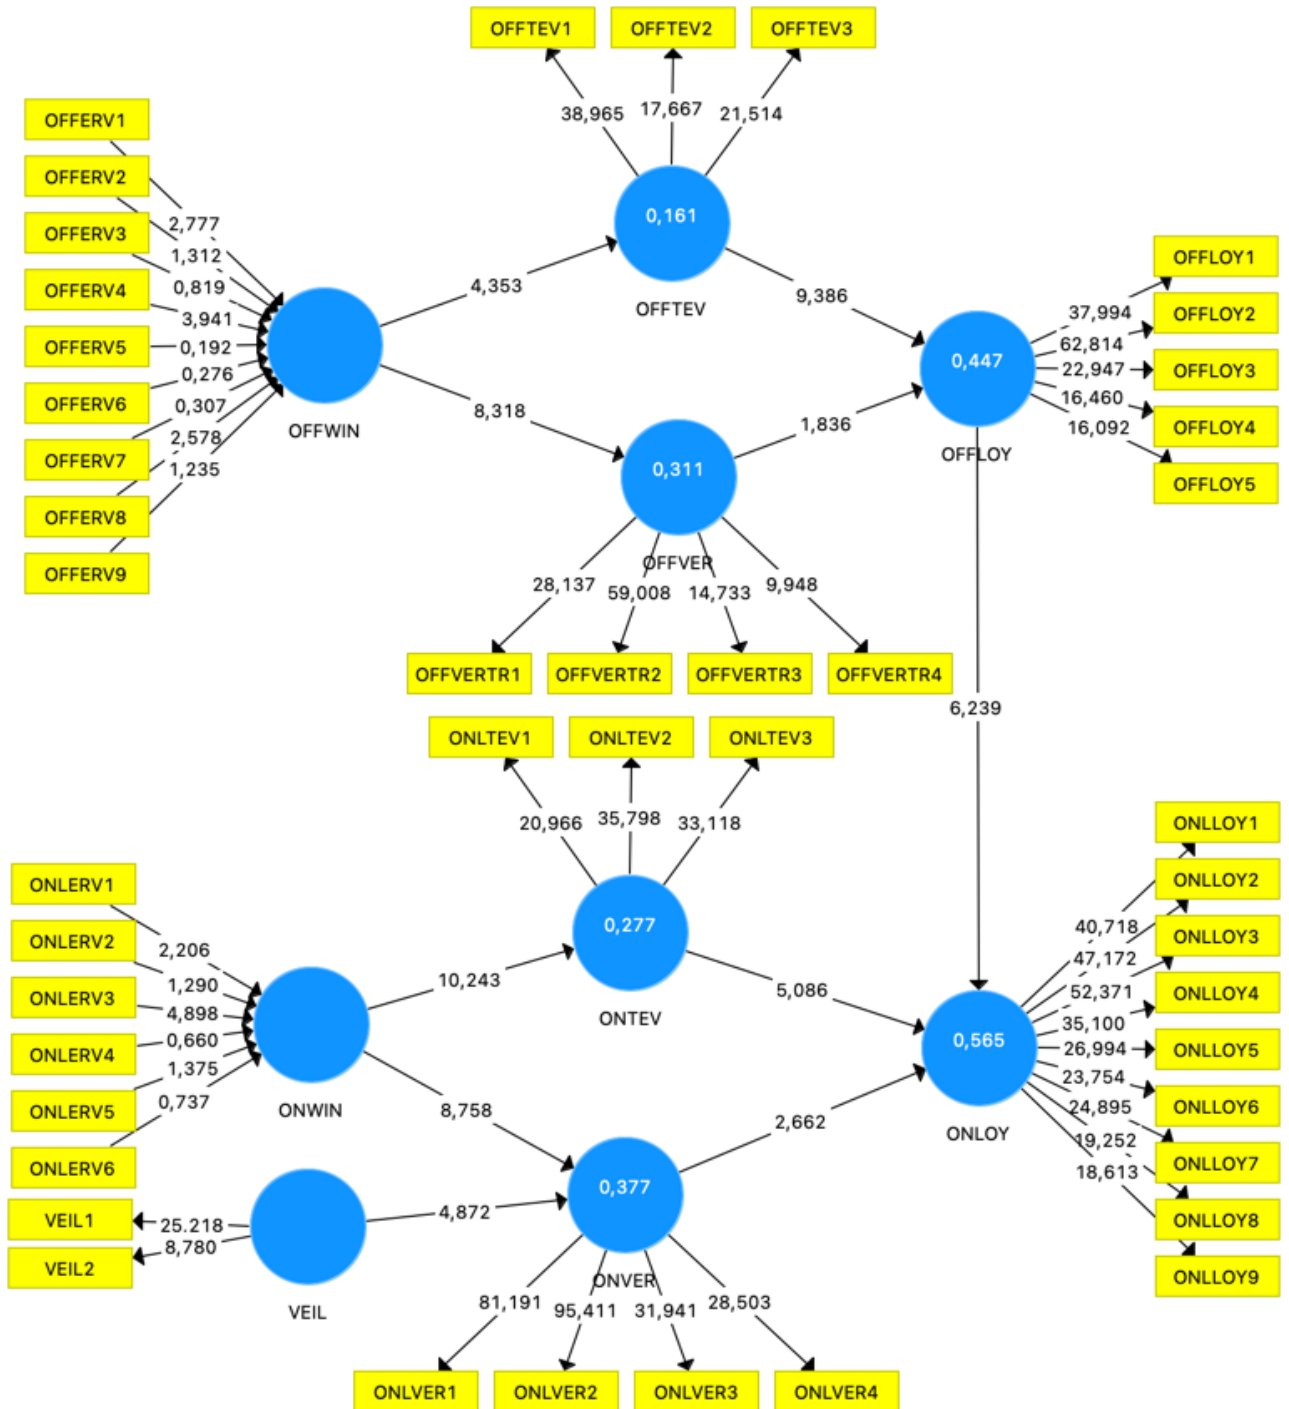 OFFTEV1
OFFTEV2
OFFTEV3
38,965
17,667
21,514
0,161
OFFTEV
OFFERV1
OFFERV2
OFFERV3
OFFERV4
OFFERV5
OFFERV6
OFFERV7
OFFERV8
OFFERV9
2,777
1,312
0,819
3,941
0,192
0,276
0,307
2,578
1,235
OFFWIN
4,353
8,318
9,386
1,836
0,311
OFFVER
28,137
59,008
14,733
9,948
OFFVERTR1
OFFVERTR2
OFFVERTR3
OFFVERTR4
0,447
OFFLOY
37,994
62,814
22,947
16,460
16,092
OFFLOY1
OFFLOY2
OFFLOY3
OFFLOY4
OFFLOY5
6,239
ONLTEV1
ONLTEV2
ONLTEV3
20,966
35,798
33,118
0,277
ONTEV
ONLERV1
ONLERV2
ONLERV3
ONLERV4
ONLERV5
ONLERV6
2,206
1,290
4,898
0,660
1,375
0,737
ONWIN
10,243
8,758
5,086
2,662
VEIL1
VEIL2
25.218
8,780
VEIL
4,872
0,377
ONVER
81,191
95,411
31,941
28,503
ONLVER1
ONLVER2
ONLVER3
ONLVER4
0,565
ONLOY
40,718
47,172
52,371
35,100
26,994
23,754
24,895
19,252
18,613
ONLLOY1
ONLLOY2
ONLLOY3
ONLLOY4
ONLLOY5
ONLLOY6
ONLLOY7
ONLLOY8
ONLLOY9